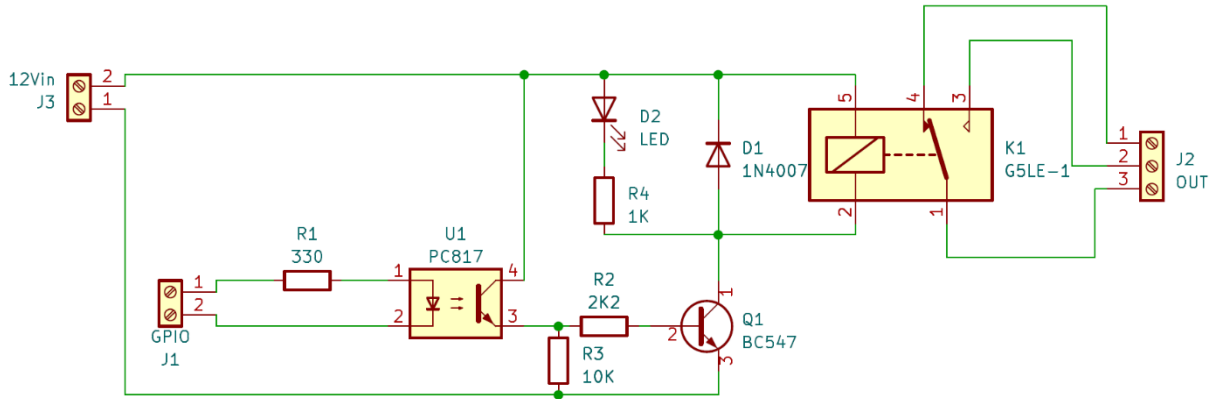 12Vin
J3
2
1
D2
LED
R4
1K
D1
1N4007
5
2
4
3
1
K1
G5LE-1
1
2
3
J2
OUT
R1
330
U1
PC817
1
2
4
3
1
2
GPIO
J1
R2
2K2
R3
10K
1
2
3
Q1
BC547